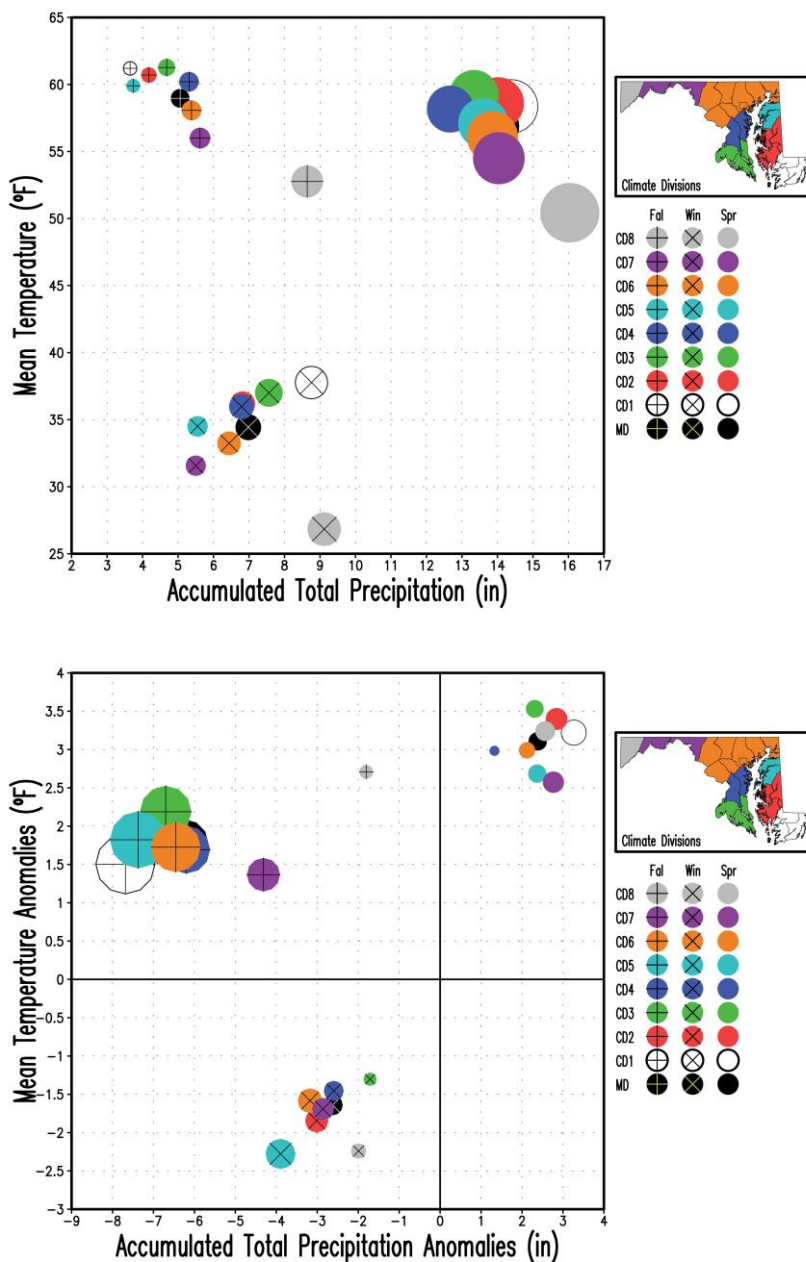 65
60
55
50
45
40
35
30
25
Mean Temperature (ºF)
2 3 4 5 6 7 8 9 10 11 12 13 14 15 16 17
Accumulated Total Precipitation (in)
Climate Divisions
Fal Win Spr
CD8
CD7
CD6
CD5
CD4
CD3
CD2
CD1
MD
4
3.5
3
2.5
2
1.5
1
0.5
0
-0.5
-1
-1.5
-2
-2.5
-3
Mean Temperature Anomalies (ºF)
-9 -8 -7 -6 -5 -4 -3 -2 -1 0 1 2 3 4
Accumulated Total Precipitation Anomalies (in)
Climate Divisions
Fal Win Spr
CD8
CD7
CD6
CD5
CD4
CD3
CD2
CD1
MD